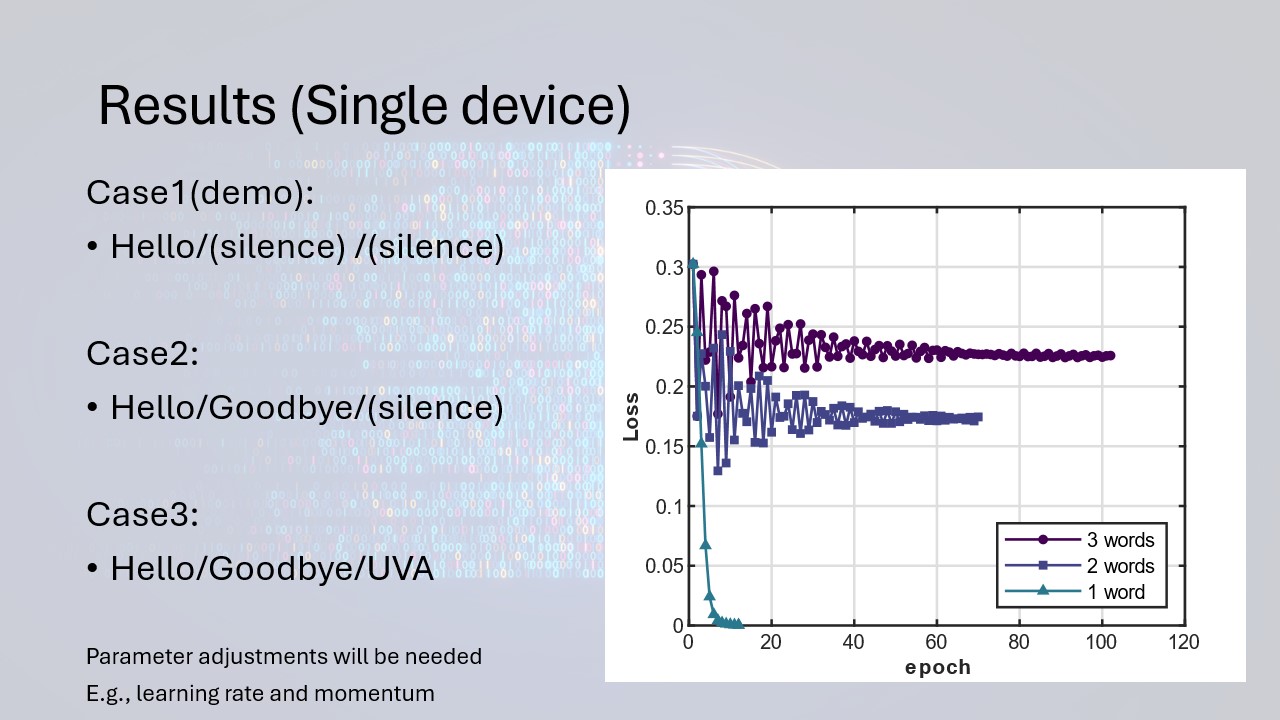 Results (Single device)
Case1(demo):
• Hello/(silence) /(silence)
Case2:
• Hello/Goodbye/(silence)
Case3:
• Hello/Goodbye/UVA
Parameter adjustments will be needed
E.g., learning rate and momentum
0.35
0.3
0.25
0.2
0.15
0.1
0.05
0
Loss
3 words
2 words
1 word
0 20 40 60 80 100 120
epoch